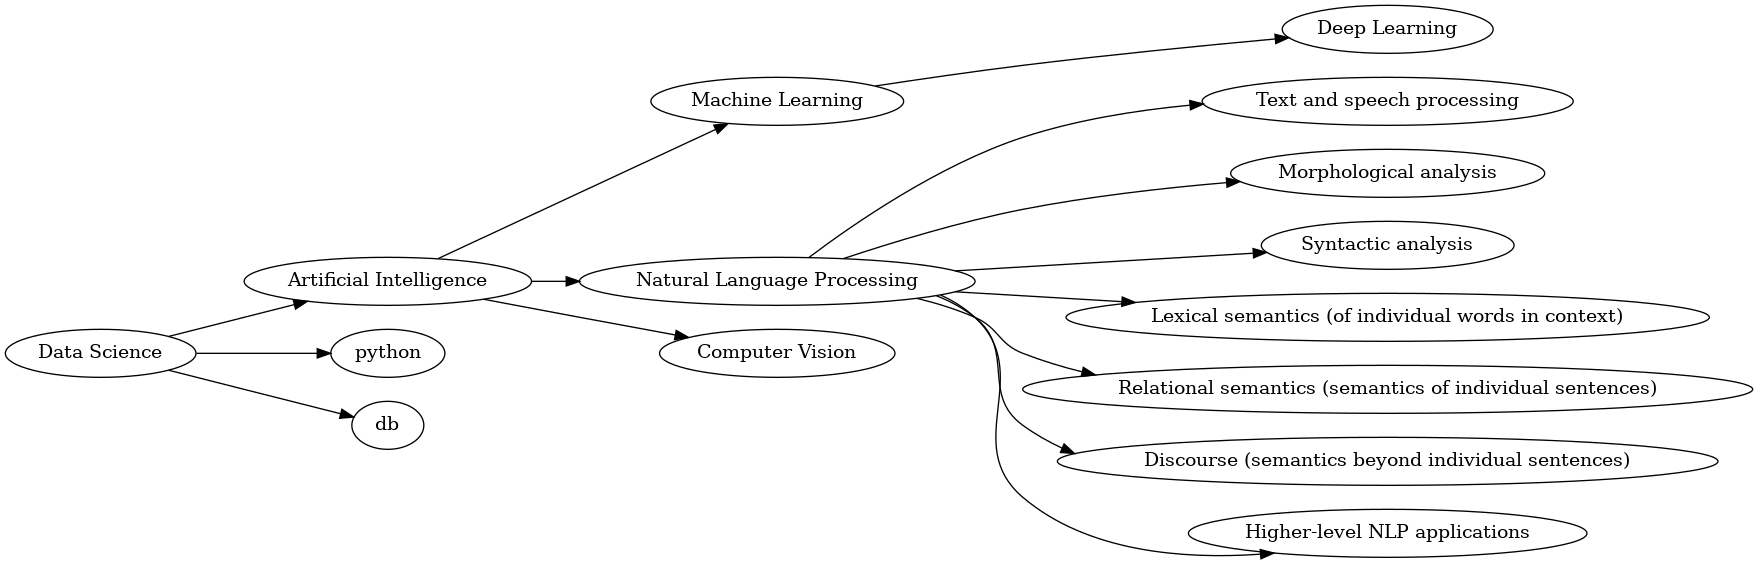 Deep Learning
Machine Learning
Text and speech processing
Morphological analysis
Syntactic analysis
Artificial Intelligence
Natural Language Processing
Lexical semantics (of individual words in context)
Data Science
python
Computer Vision
Relational semantics (semantics of individual sentences)
db
Discourse (semantics beyond individual sentences)
Higher-level NLP applications